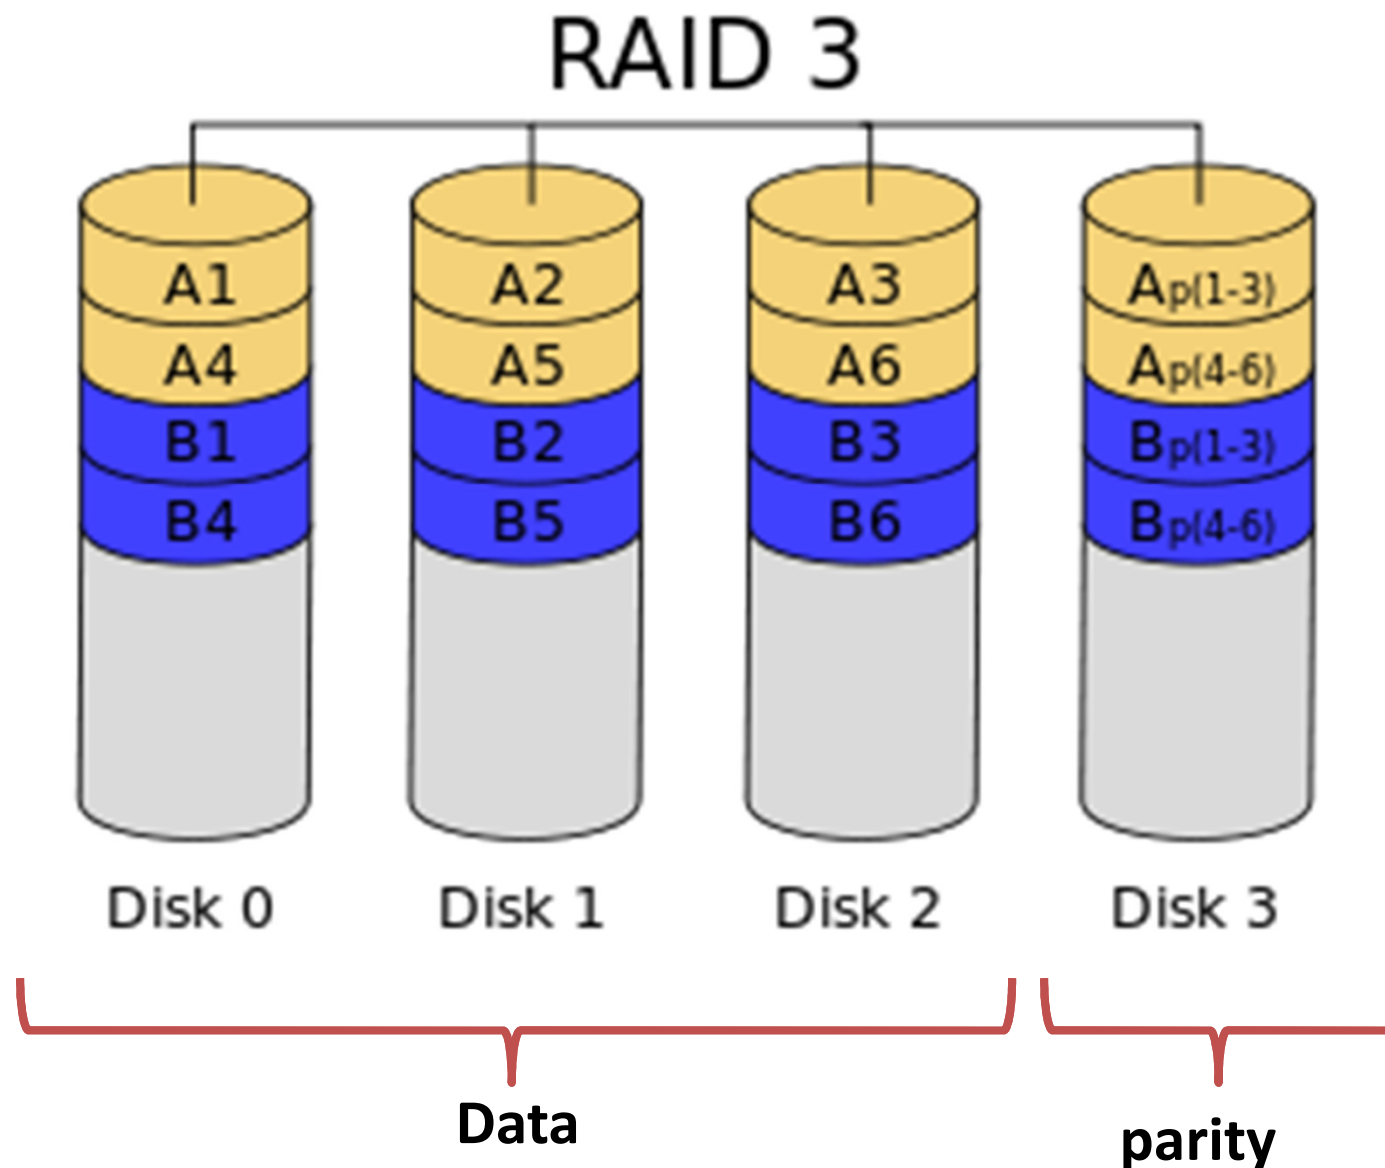 RAID 3
A1 A2 A3 Ap(1-3)
A4 A5 A6 Ap(4-6)
B1 B2 B3 Bp(1-3)
B4 B5 B6 Bp(4-6)
Disk 0 Disk 1 Disk 2 Disk 3
Data parity